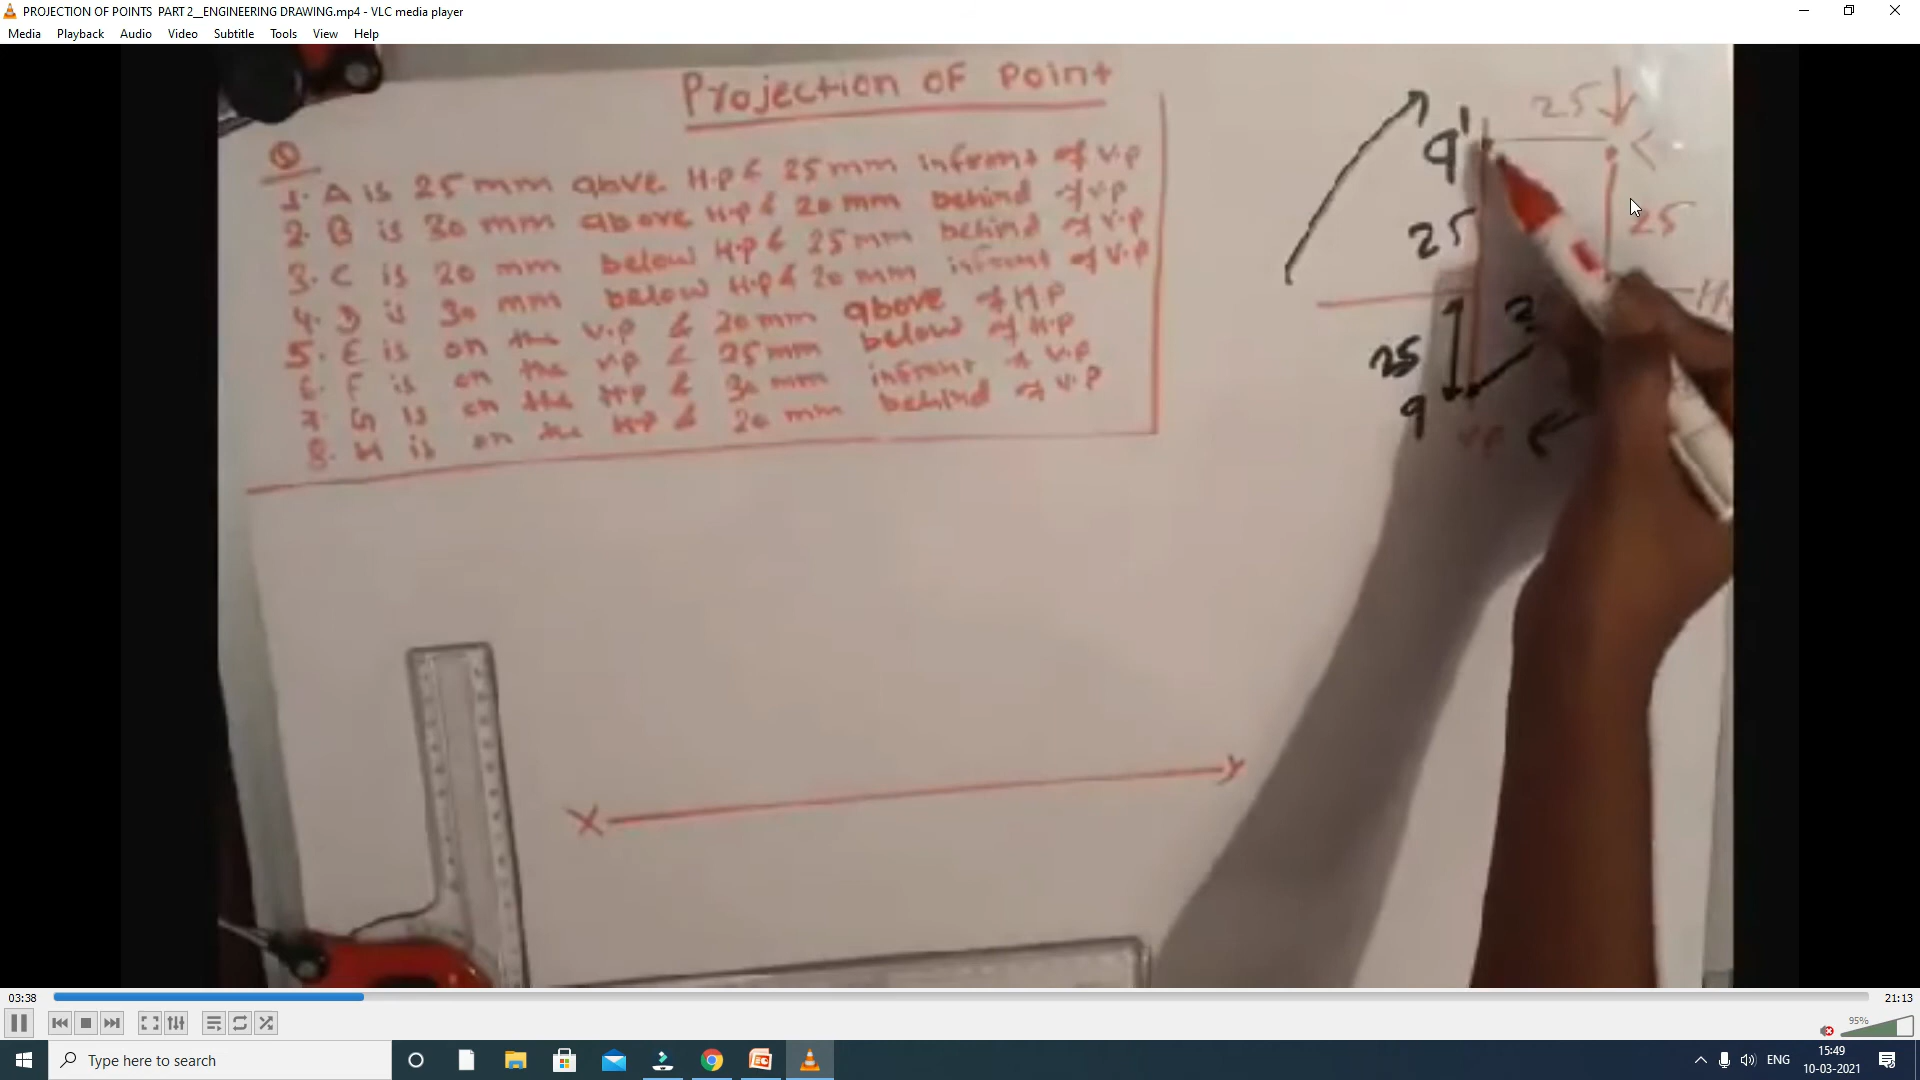 PROJECTION OF POINTS PART 2__ENGINEERING DRAWING.mp4 - VLC media player
Media Playback Audio Video Subtitle Tools View Help
Projection of point
①
1. A is 25 mm above H.p & 25 mm infront of v.p
2. B is 30 mm above H.p & 20 mm behind of v.p
3. C is 20 mm below H.p & 25 mm behind of v.p
4. D is 30 mm below H.p & 20 mm infront of v.p
5. E is on the v.p & 20 mm above of H.p
6. F is on the v.p & 25 mm below of H.p
7. G is on the H.p & 30 mm infront of v.p
8. H is on the H.p & 20 mm behind of v.p
25
a'
25
25
25
a
vp
X
Y
03:38
21:13
95%
Type here to search
ENG
15:49
10-03-2021